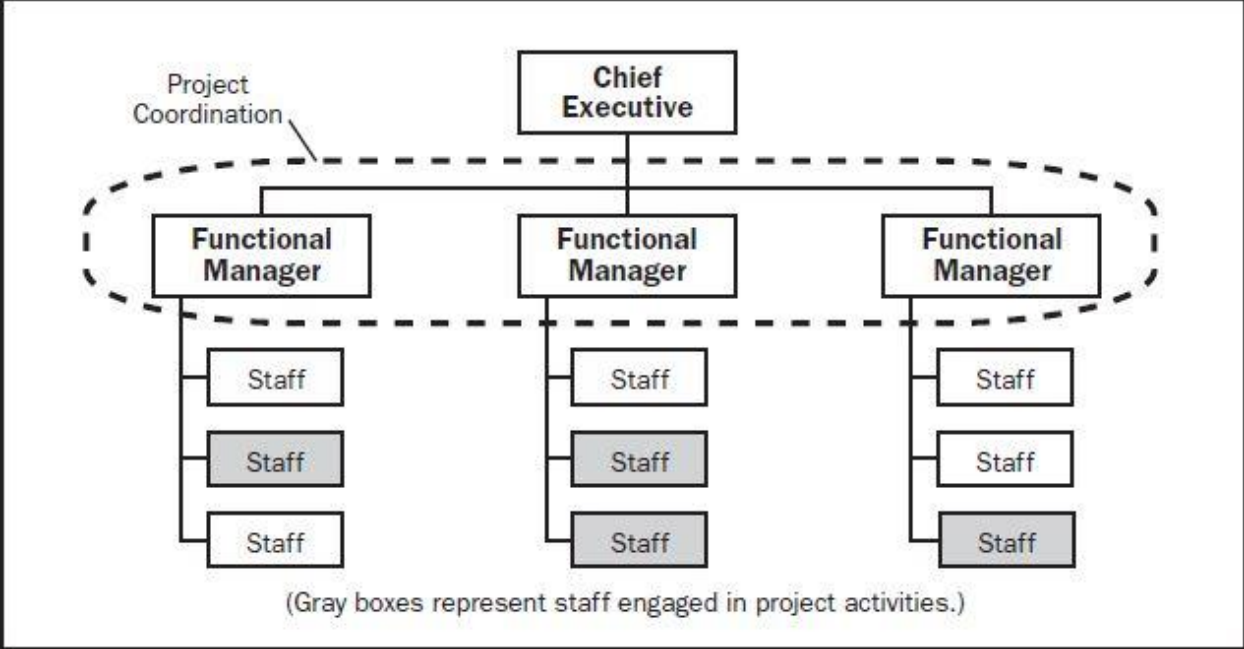 Project
Coordination
Chief
Executive
Functional
Manager
Functional
Manager
Functional
Manager
Staff
Staff
Staff
Staff
Staff
Staff
Staff
Staff
Staff
(Gray boxes represent staff engaged in project activities.)